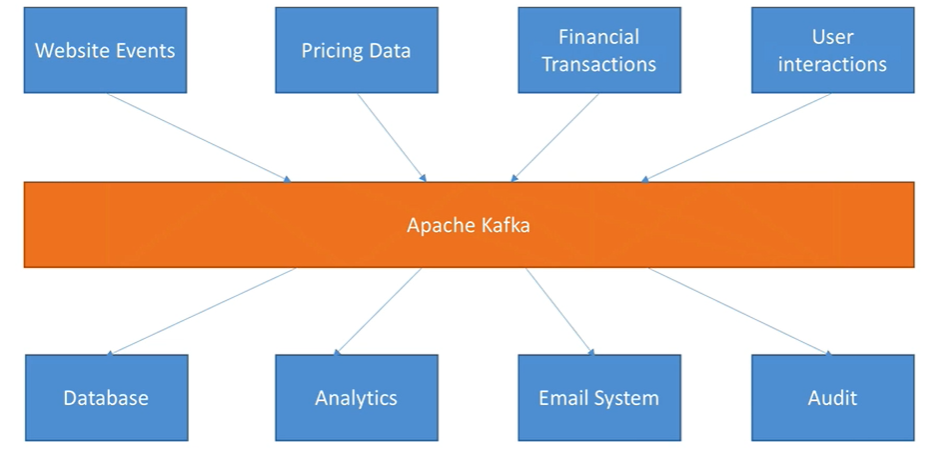 Website Events
Pricing Data
Financial
Transactions
User
interactions
Apache Kafka
Database
Analytics
Email System
Audit